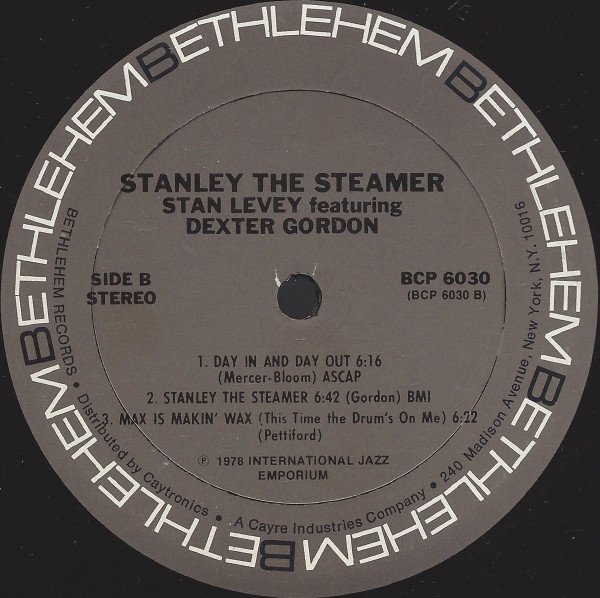 BETHLEHEM BETHLEHEM BETHLEHEM BETHLEHEM BETHLEHEM BETHLEHEM
STANLEY THE STEAMER
STAN LEVEY featuring
DEXTER GORDON
SIDE B
STEREO
BCP 6030
(BCP 6030 B)
1. DAY IN AND DAY OUT 6:16
(Mercer-Bloom) ASCAP
2. STANLEY THE STEAMER 6:42 (Gordon) BMI
3. MAX IS MAKIN' WAX (This Time the Drum's On Me) 6:22
(Pettiford)
℗ 1978 INTERNATIONAL JAZZ
EMPORIUM
BETHLEHEM RECORDS • Distributed by Caytronics • A Cayre Industries Company • 240 Madison Avenue, New York, N.Y. 10016